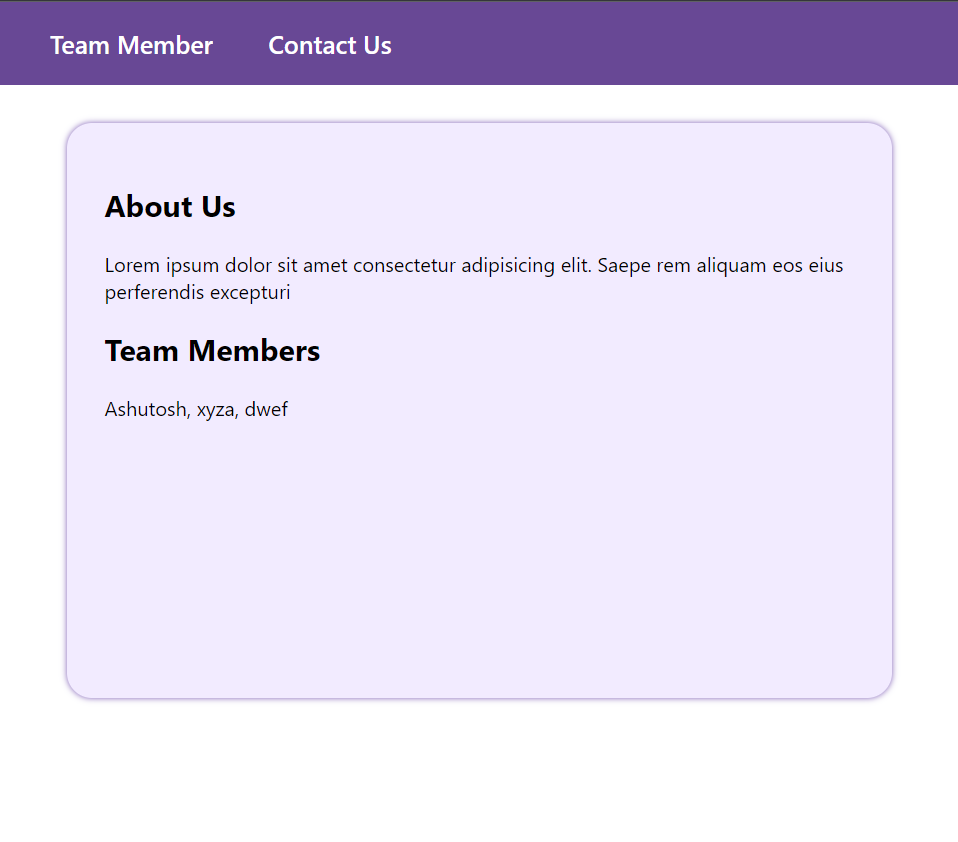 Team Member Contact Us
About Us
Lorem ipsum dolor sit amet consectetur adipisicing elit. Saepe rem aliquam eos eius
perferendis excepturi
Team Members
Ashutosh, xyza, dwef